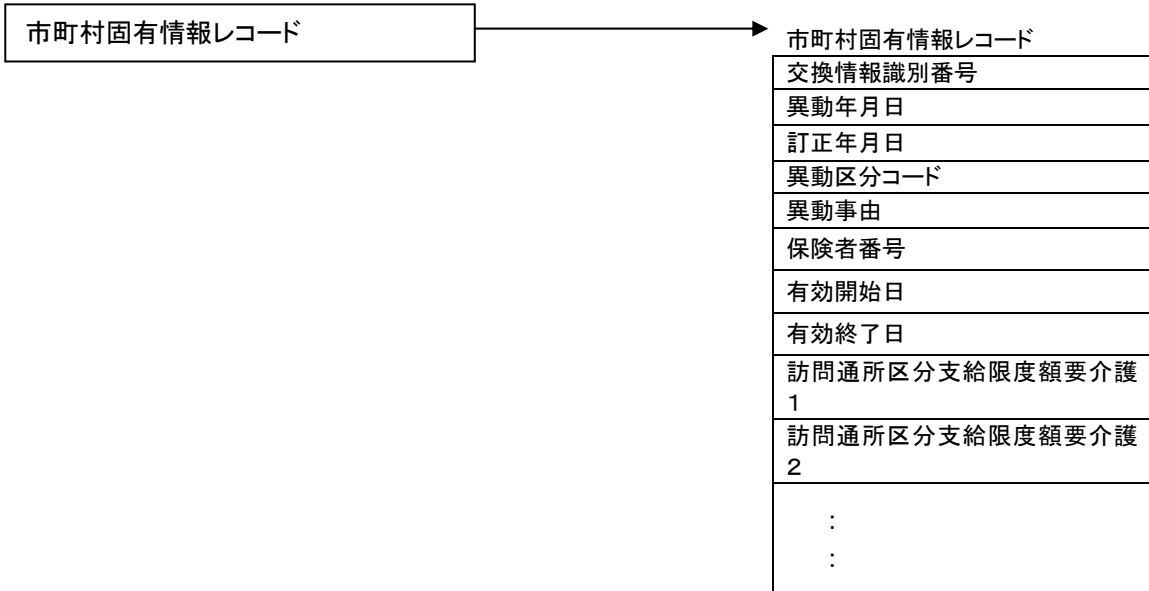 市町村固有情報レコード
市町村固有情報レコード
交換情報識別番号
異動年月日
訂正年月日
異動区分コード
異動事由
保険者番号
有効開始日
有効終了日
訪問通所区分支給限度額要介護
１
訪問通所区分支給限度額要介護
２
：
：